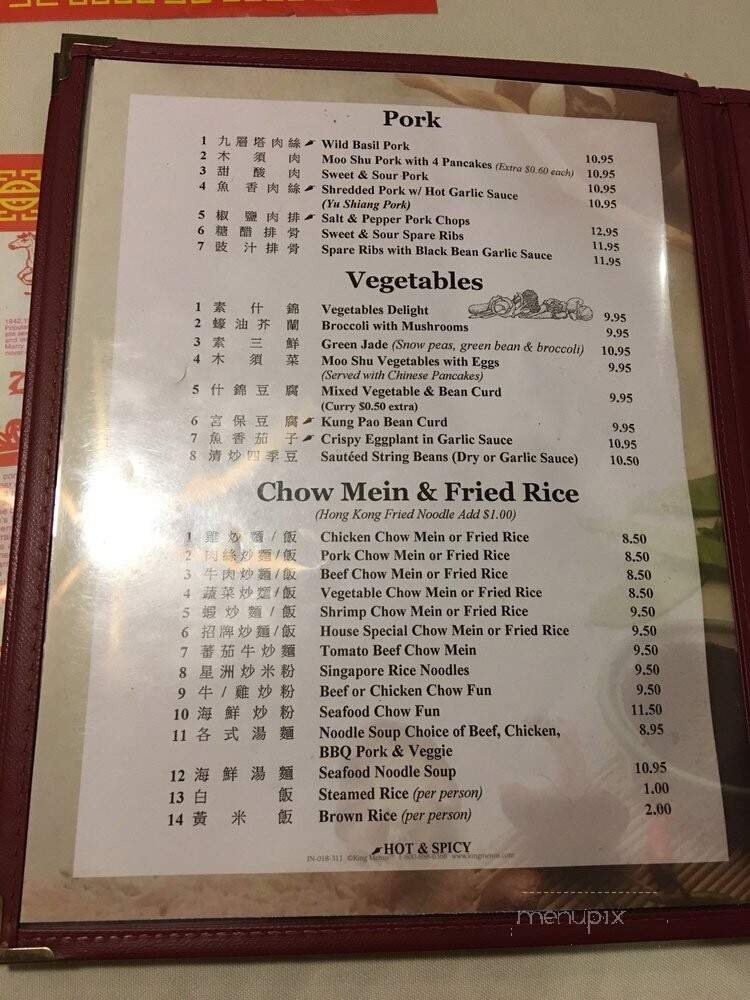 Pork
1 九層塔肉絲 Wild Basil Pork 10.95
2 木須肉 Moo Shu Pork with 4 Pancakes (Extra $0.60 each) 10.95
3 甜酸肉 Sweet & Sour Pork 10.95
4 魚香肉絲 Shredded Pork w/ Hot Garlic Sauce 10.95
(Yu Shiang Pork)
5 椒鹽肉排 Salt & Pepper Pork Chops 12.95
6 糖醋排骨 Sweet & Sour Spare Ribs 11.95
7 豉汁排骨 Spare Ribs with Black Bean Garlic Sauce 11.95
Vegetables
1 素什錦 Vegetables Delight 9.95
2 蠔油芥蘭 Broccoli with Mushrooms 9.95
3 素三鮮 Green Jade (Snow peas, green bean & broccoli) 10.95
4 木須菜 Moo Shu Vegetables with Eggs 9.95
(Served with Chinese Pancakes)
5 什錦豆腐 Mixed Vegetable & Bean Curd 9.95
(Curry $0.50 extra)
6 宮保豆腐 Kung Pao Bean Curd 9.95
7 魚香茄子 Crispy Eggplant in Garlic Sauce 10.95
8 清炒四季豆 Sautéed String Beans (Dry or Garlic Sauce) 10.50
Chow Mein & Fried Rice
(Hong Kong Fried Noodle Add $1.00)
1 雞炒麵/飯 Chicken Chow Mein or Fried Rice 8.50
2 肉絲炒麵/飯 Pork Chow Mein or Fried Rice 8.50
3 牛肉炒麵/飯 Beef Chow Mein or Fried Rice 8.50
4 蔬菜炒麵/飯 Vegetable Chow Mein or Fried Rice 8.50
5 蝦炒麵/飯 Shrimp Chow Mein or Fried Rice 9.50
6 招牌炒麵/飯 House Special Chow Mein or Fried Rice 9.50
7 蕃茄牛炒麵 Tomato Beef Chow Mein 9.50
8 星洲炒米粉 Singapore Rice Noodles 9.50
9 牛/雞炒粉 Beef or Chicken Chow Fun 9.50
10 海鮮炒粉 Seafood Chow Fun 11.50
11 各式湯麵 Noodle Soup Choice of Beef, Chicken, 8.95
BBQ Pork & Veggie
12 海鮮湯麵 Seafood Noodle Soup 10.95
13 白飯 Steamed Rice (per person) 1.00
14 黃米飯 Brown Rice (per person) 2.00
HOT & SPICY
IN-018-311 ©King Menus 1-800-898-0388 www.kingmenus.com
menupix